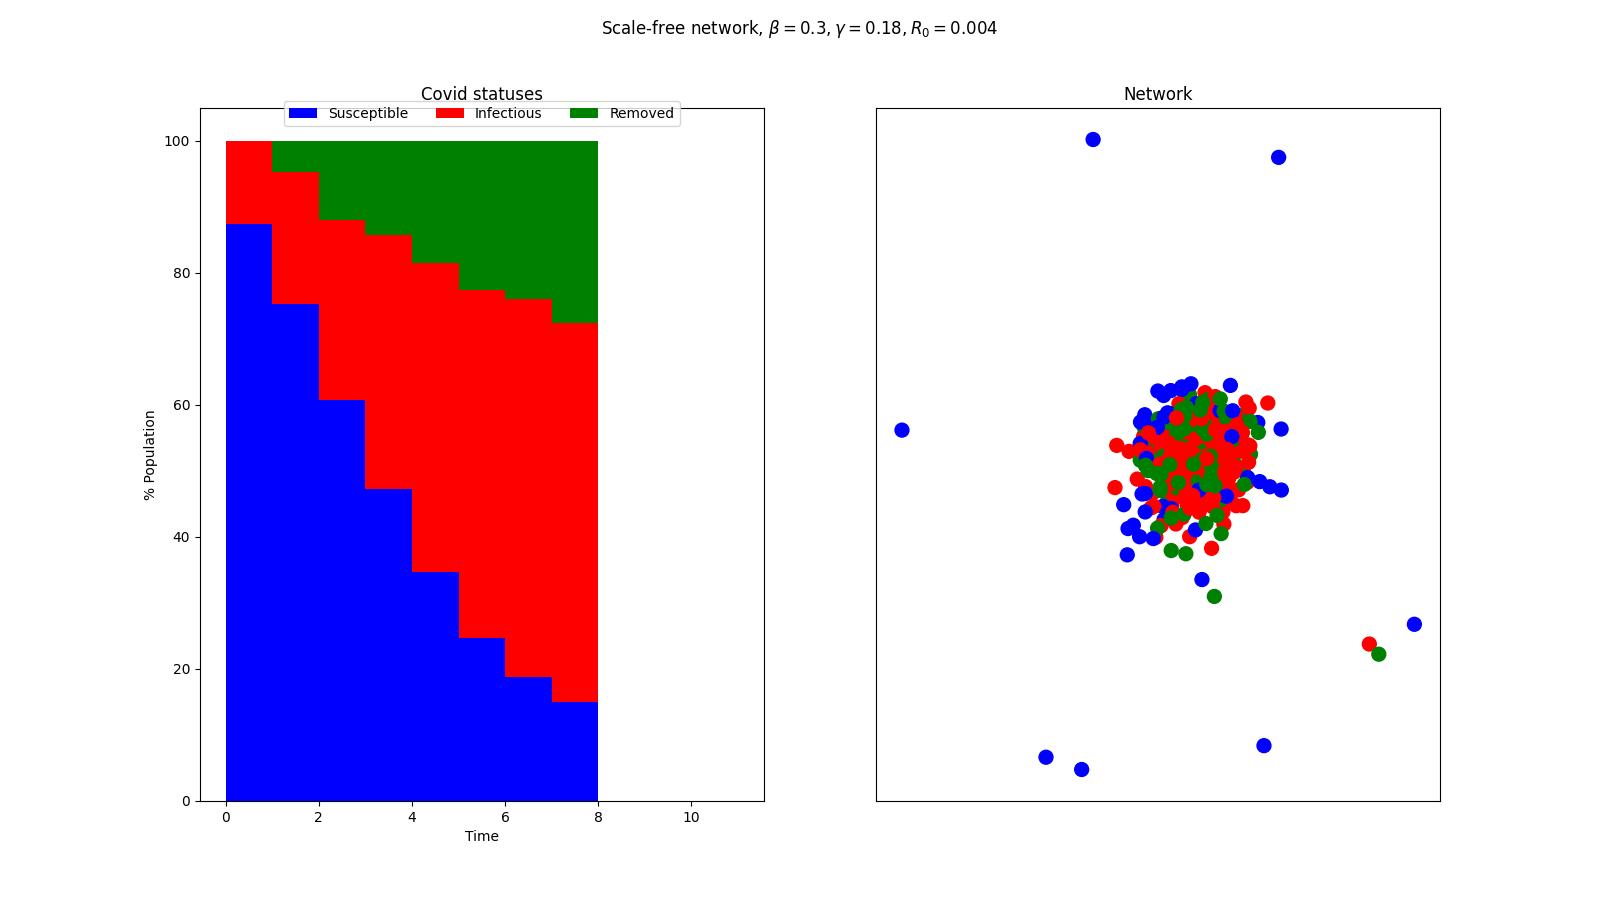 Scale-free network, β = 0.3, γ = 0.18, R₀ = 0.004
Covid statuses
Susceptible Infectious Removed
100
80
60
40
20
0
% Population
0 2 4 6 8 10
Time
Network